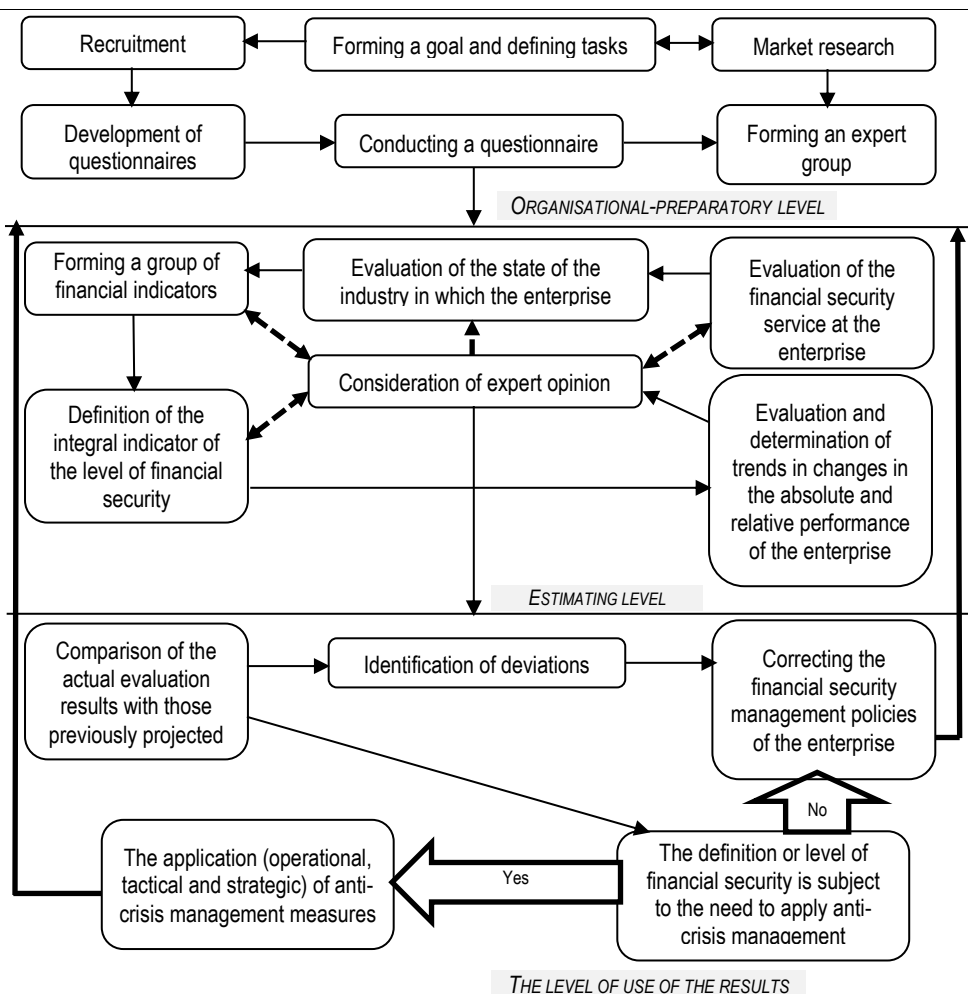 Recruitment
Forming a goal and defining tasks
Market research
Development of
questionnaires
Conducting a questionnaire
Forming an expert
group
ORGANISATIONAL-PREPARATORY LEVEL
Forming a group of
financial indicators
Evaluation of the state of the
industry in which the enterprise
Evaluation of the
financial security
service at the
enterprise
Consideration of expert opinion
Definition of the
integral indicator of
the level of financial
security
Evaluation and
determination of
trends in changes in
the absolute and
relative performance
of the enterprise
ESTIMATING LEVEL
Comparison of the
actual evaluation
results with those
previously projected
Identification of deviations
Correcting the
financial security
management policies
of the enterprise
No
The application (operational,
tactical and strategic) of anti-
crisis management measures
Yes
The definition or level of
financial security is subject
to the need to apply anti-
crisis management
THE LEVEL OF USE OF THE RESULTS